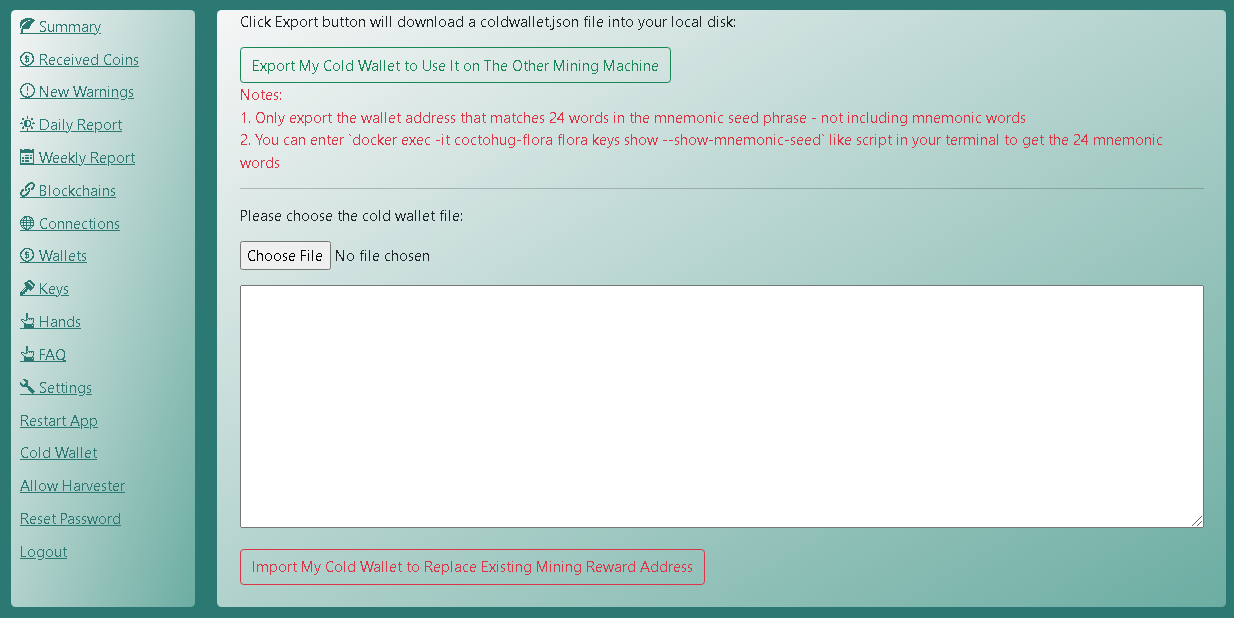 Summary
Received Coins
New Warnings
Daily Report
Weekly Report
Blockchains
Connections
Wallets
Keys
Hands
FAQ
Settings
Restart App
Cold Wallet
Allow Harvester
Reset Password
Logout
Click Export button will download a coldwallet.json file into your local disk:
Export My Cold Wallet to Use It on The Other Mining Machine
Notes:
1. Only export the wallet address that matches 24 words in the mnemonic seed phrase - not including mnemonic words
2. You can enter `docker exec -it coctohug-flora flora keys show --show-mnemonic-seed` like script in your terminal to get the 24 mnemonic
words
Please choose the cold wallet file:
Choose File No file chosen
Import My Cold Wallet to Replace Existing Mining Reward Address